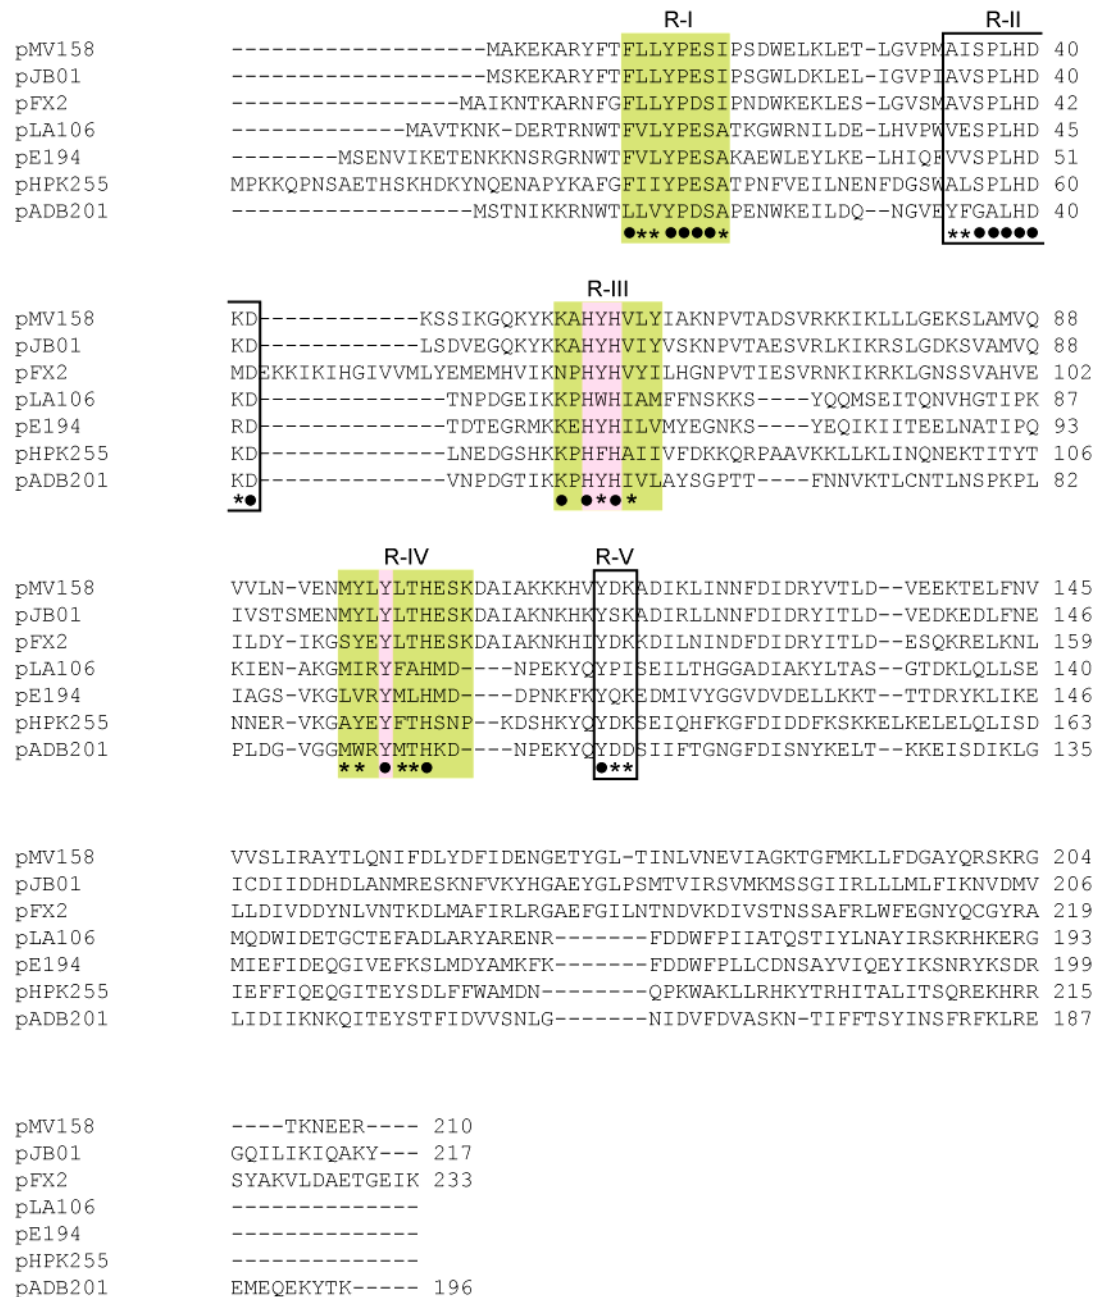 R-I R-II
pMV158 -------------------MAKEKARYFTFLLYPESIPSDWELKLET-LGVPMAISPLHD 40
pJB01 -------------------MSKEKARYFTFLLYPESIPSGWLDKLEL-IGVPIAVSPLHD 40
pFX2 -----------------MAIKNTKARNFGFLLYPDSIPNDWKEKLES-LGVSMAVSPLHD 42
pLA106 -------------MAVTKNK-DERTRNWTFVLYPESATKGWRNILDE-LHVPWVESPLHD 45
pE194 --------MSENVIKETENKKNSRGRNWTFVLYPESAKAEWLEYLKE-LHIQFVVSPLHD 51
pHPK255 MPKKQPNSAETHSKHDKYNQENAPYKAFGFIIYPESATPNFVEILNENFDGSWALSPLHD 60
pADB201 ------------------MSTNIKKRNWTLLVYPDSAPENWKEILDQ--NGVEYFGALHD 40
●**●●●●* **●●●●●
R-III
pMV158 KD------------KSSIKGQKYKKAHYHVLYIAKNPVTADSVRKKIKLLLGEKSLAMVQ 88
pJB01 KD------------LSDVEGQKYKKAHYHVIYVSKNPVTAESVRLKIKRSLGDKSVAMVQ 88
pFX2 MDEKKIKIHGIVVMLYEMEMHVIKNPHYHVYILHGNPVTIESVRNKIKRKLGNSSVAHVE 102
pLA106 KD------------TNPDGEIKKPHWHIAMFFNSKKS----YQQMSEITQNVHGTIPK 87
pE194 RD------------TDTEGRMKKEHYHILVMYEGNKS----YEQIKIITEELNATIPQ 93
pHPK255 KD------------LNEDGSHKKPHFHAIIVFDKKQRPAAVKKLLKLINQNEKTITYT 106
pADB201 KD------------VNPDGTIKKPHYHIVLAYSGPTT----FNNVKTLCNTLNSPKPL 82
*● ● ●*●*
R-IV R-V
pMV158 VVLN-VENMYLYLTHESKDAIAKKKHVYDKADIKLINNFDIDRYVTLD--VEEKTELFNV 145
pJB01 IVSTSMENMYLYLTHESKDAIAKNKHKYSKADIRLLNNFDIDRYITLD--VEDKEDLFNE 146
pFX2 ILDY-IKGSYEYLTHESKDAIAKNKHLYDKKDILNINDFDIDRYITLD--ESQKRELKNL 159
pLA106 KIEN-AKGMIRYFAHMD----NPEKYQYPISEILTHGGADIAKYLTAS--GTDKLQLLSE 140
pE194 IAGS-VKGLVRYMLHMD----DPNKFKYQKEDMIVYGGVDVDELLKKT--TTDRYKLIKE 146
pHPK255 NNER-VKGAYEYFTHSNP--KDSHKYQYDKSEIQHFKGFDIDDFKSKKELKELELQLISD 163
pADB201 PLDG-VGGMWRYMTHKD----NPEKYQYDDSIIFTGNGFDISNYKELT--KKEISDIKLG 135
** ● **● ●**
pMV158 VVSLIRAYTLQNIFDLYDFIDENGETYGL-TINLVNEVIAGKTGFMKLLFDGAYQRSKRG 204
pJB01 ICDIIDDHDLANMRESKNFVKYHGAEYGLPSMTVIRSVMKMSSGIIRLLLMLFIKNVDMV 206
pFX2 LLDIVDDYNLVNTKDLMAFIRLRGAEFGILNTNDVKDIVSTNSSAFRLWFEGNYQCGYRA 219
pLA106 MQDWIDETGCTEFADLARYARENR-------FDDWFPIIATQSTIYLNAYIRSKRHKERG 193
pE194 MIEFIDEQGIVEFKSLMDYAMKFK-------FDDWFPLLCDNSAYVIQEYIKSNRYKSDR 199
pHPK255 IEFFIQEQGITEYSDLFFWAMDN--------QPKWAKLLRHKYTRHITALITSQREKHRR 215
pADB201 LIDIIKNKQITEYSTFIDVVSNLG-------NIDVFDVASKN-TIFFTSYINSFRFKLRE 187
pMV158 ----TKNEER---- 210
pJB01 GQILIKIQAKY--- 217
pFX2 SYAKVLDAETGEIK 233
pLA106 --------------
pE194 --------------
pHPK255 --------------
pADB201 EMEQEKYTK----- 196